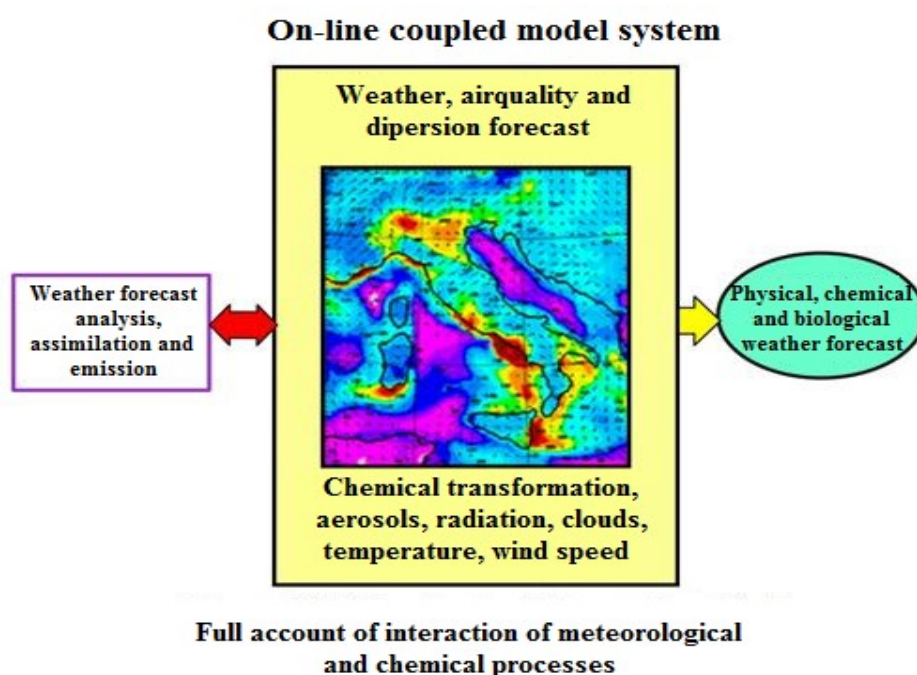 On-line coupled model system
Weather, airquality and
dipersion forecast
Weather forecast
analysis,
assimilation and
emission
Physical, chemical
and biological
weather forecast
Chemical transformation,
aerosols, radiation, clouds,
temperature, wind speed
Full account of interaction of meteorological
and chemical processes